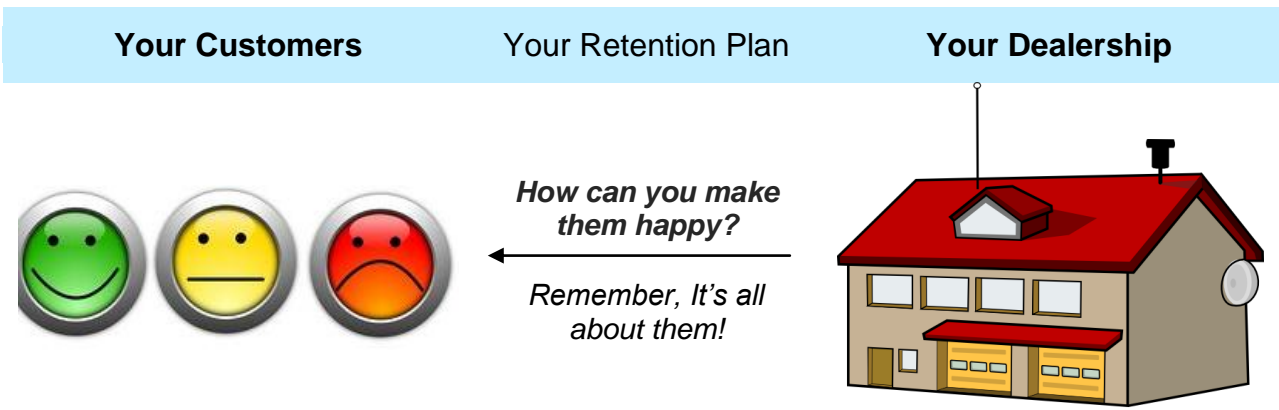 Your Customers
Your Retention Plan
Your Dealership
How can you make
them happy?
Remember, It's all
about them!